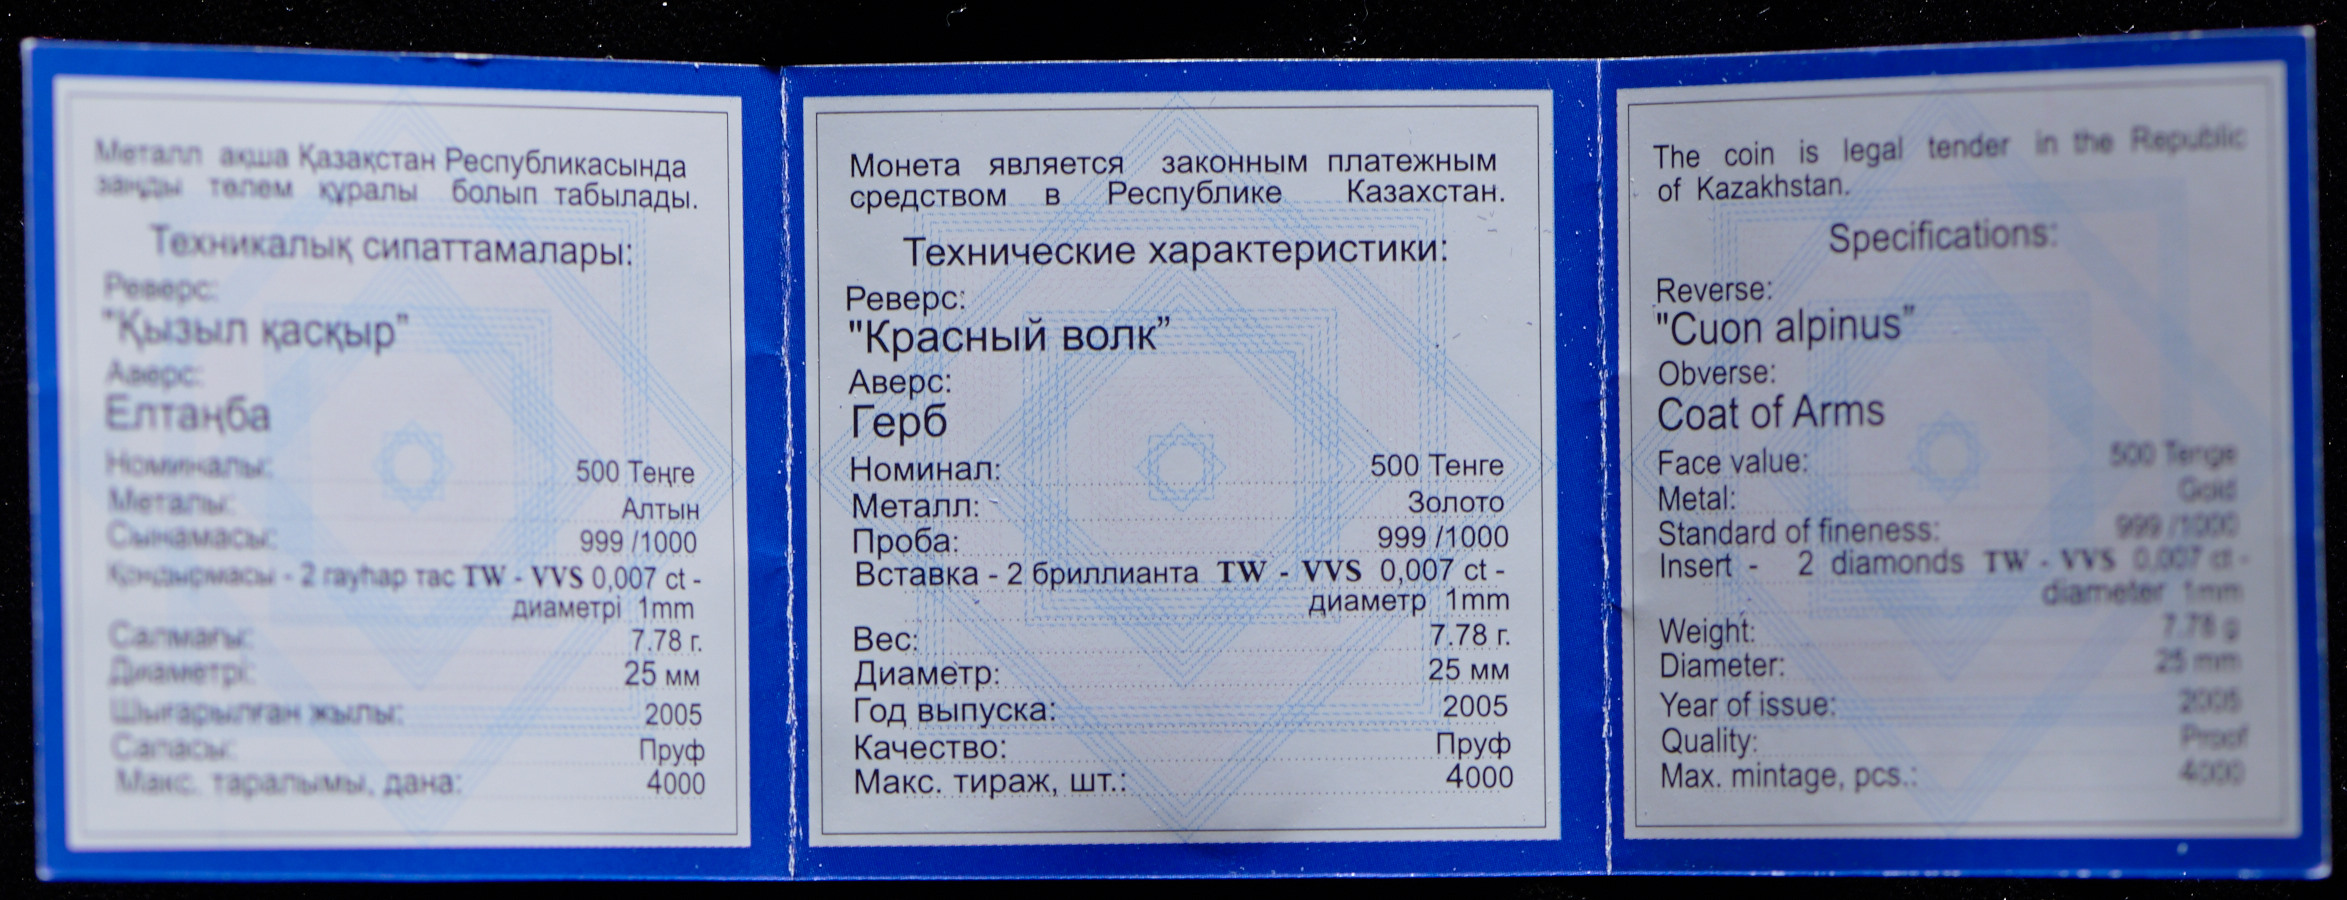 Металл ақша Қазақстан Республикасында
заңды төлем құралы болып табылады.
Техникалық сипаттамалары:
Реверс:
"Қызыл қасқыр”
Аверс:
Елтаңба
Номиналы: 500 Теңге
Металы: Алтын
Сынамасы: 999 /1000
Қондырмасы - 2 гауһар тас TW - VVS 0,007 ct -
диаметрі 1mm
Салмағы: 7.78 г.
Диаметрі: 25 мм
Шығарылған жылы: 2005
Сапасы: Пруф
Макс. таралымы, дана: 4000
Монета является законным платежным
средством в Республике Казахстан.
Технические характеристики:
Реверс:
"Красный волк”
Аверс:
Герб
Номинал: 500 Тенге
Металл: Золото
Проба: 999 /1000
Вставка - 2 бриллианта TW - VVS 0,007 ct -
диаметр 1mm
Вес: 7.78 г.
Диаметр: 25 мм
Год выпуска: 2005
Качество: Пруф
Макс. тираж, шт.: 4000
The coin is legal tender in the Republic
of Kazakhstan.
Specifications:
Reverse:
"Cuon alpinus”
Obverse:
Coat of Arms
Face value: 500 Tenge
Metal: Gold
Standard of fineness: 999 /1000
Insert - 2 diamonds TW - VVS 0,007 ct -
diameter 1mm
Weight: 7.78 g
Diameter: 25 mm
Year of issue: 2005
Quality: Proof
Max. mintage, pcs.: 4000